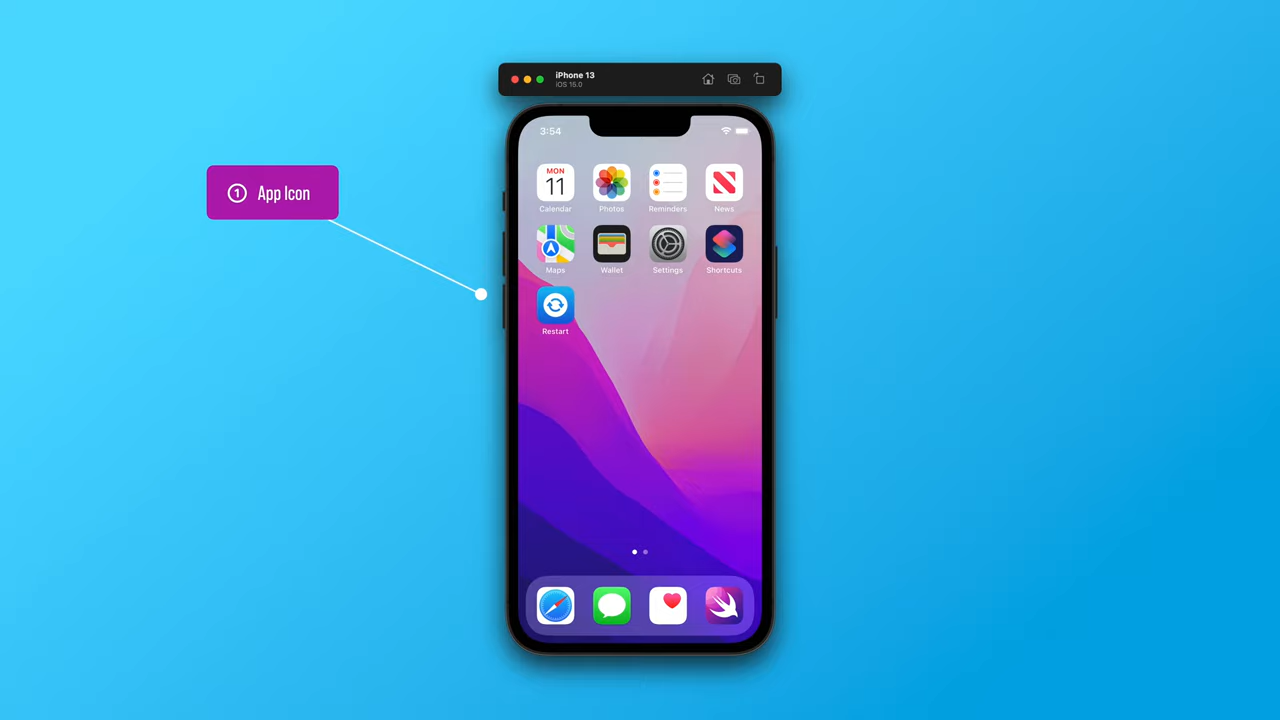 iPhone 13
iOS 15.0
3:54
① App Icon
MON
11
Calendar
Photos
Reminders
News
Maps
Wallet
Settings
Shortcuts
Restart